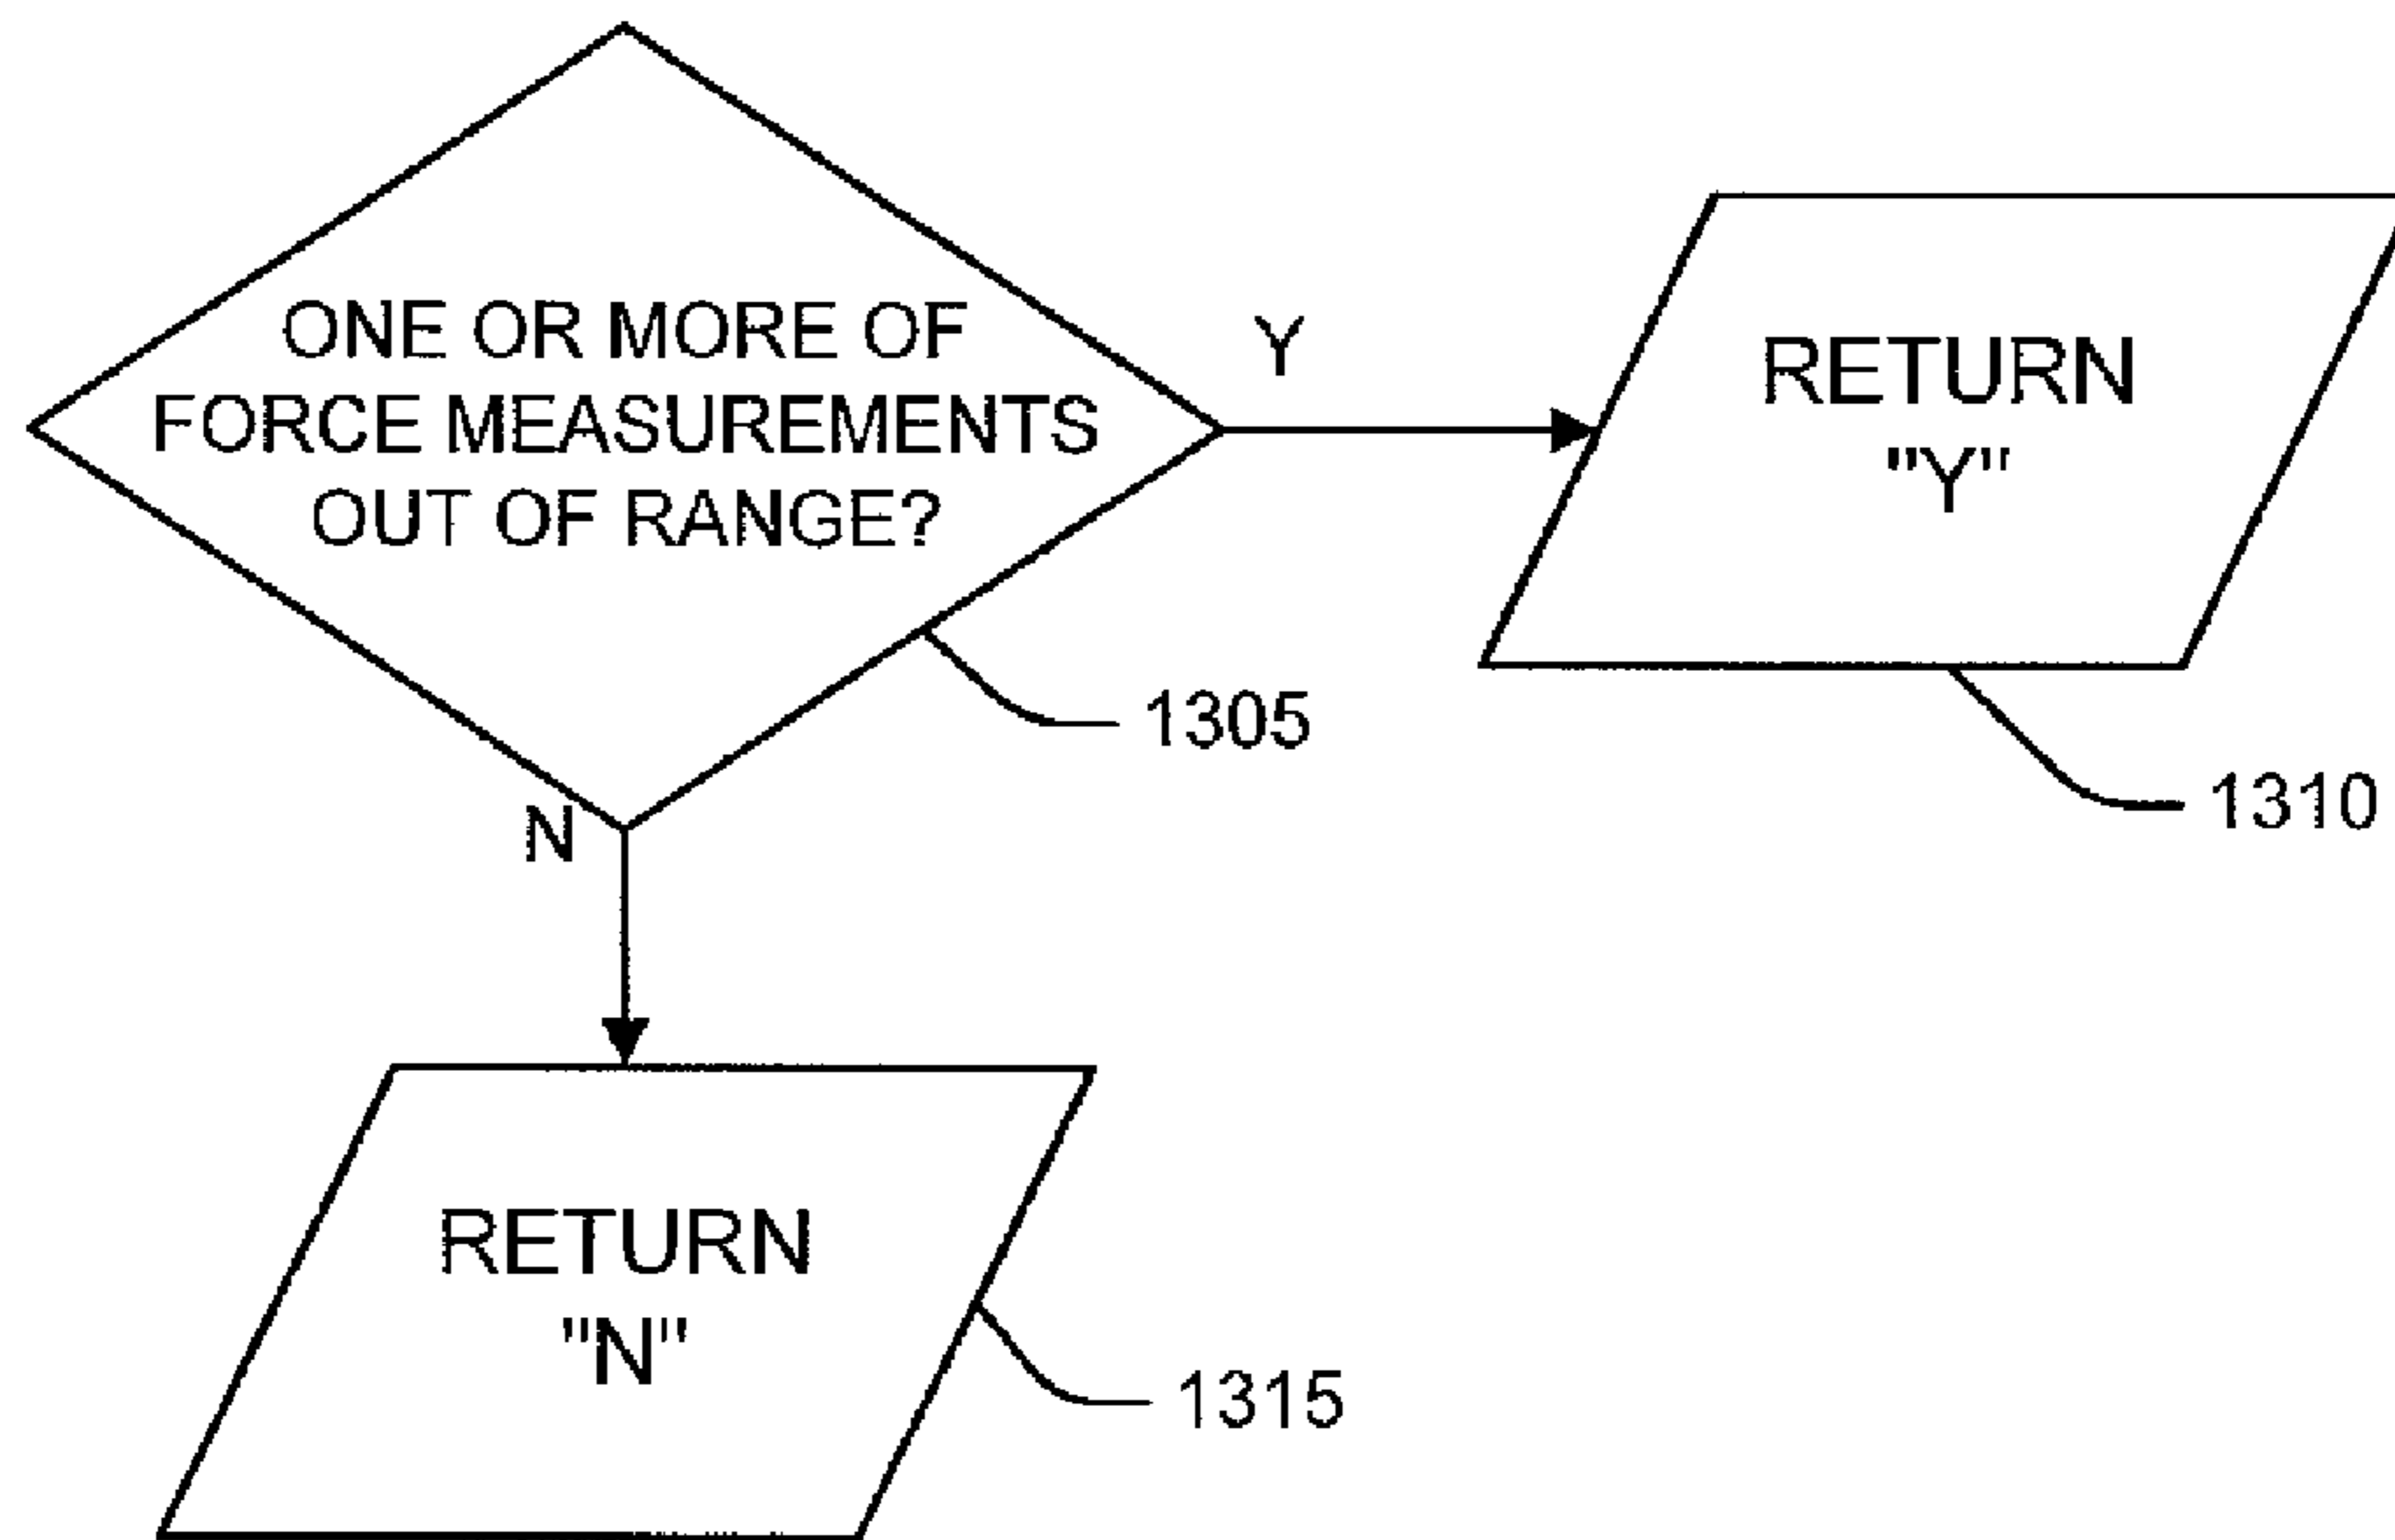 ONE OR MORE OF
FORCE MEASUREMENTS
OUT OF RANGE?
Y
RETURN
"Y"
1305
1310
N
RETURN
"N"
1315